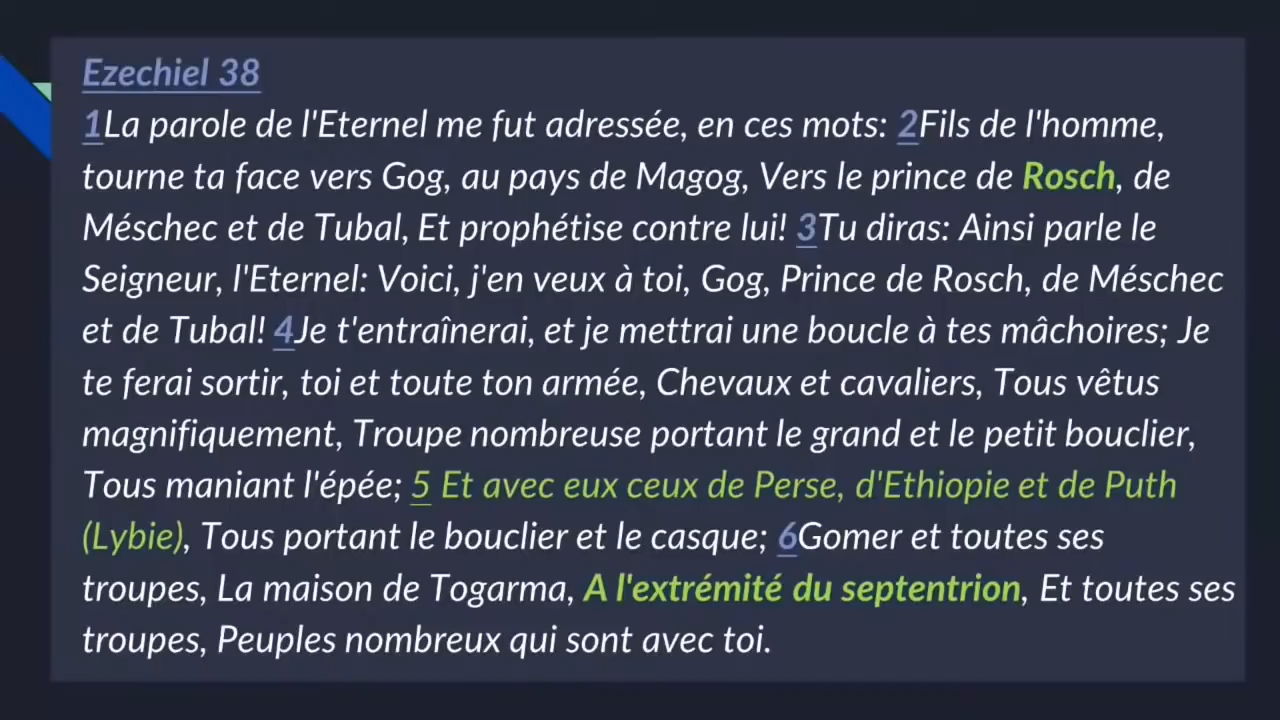 Ezechiel 38
1La parole de l'Eternel me fut adressée, en ces mots: 2Fils de l'homme,
tourne ta face vers Gog, au pays de Magog, Vers le prince de Rosch, de
Méschec et de Tubal, Et prophétise contre lui! 3Tu diras: Ainsi parle le
Seigneur, l'Eternel: Voici, j'en veux à toi, Gog, Prince de Rosch, de Méschec
et de Tubal! 4Je t'entraînerai, et je mettrai une boucle à tes mâchoires; Je
te ferai sortir, toi et toute ton armée, Chevaux et cavaliers, Tous vêtus
magnifiquement, Troupe nombreuse portant le grand et le petit bouclier,
Tous maniant l'épée; 5 Et avec eux ceux de Perse, d'Ethiopie et de Puth
(Lybie), Tous portant le bouclier et le casque; 6Gomer et toutes ses
troupes, La maison de Togarma, A l'extrémité du septentrion, Et toutes ses
troupes, Peuples nombreux qui sont avec toi.